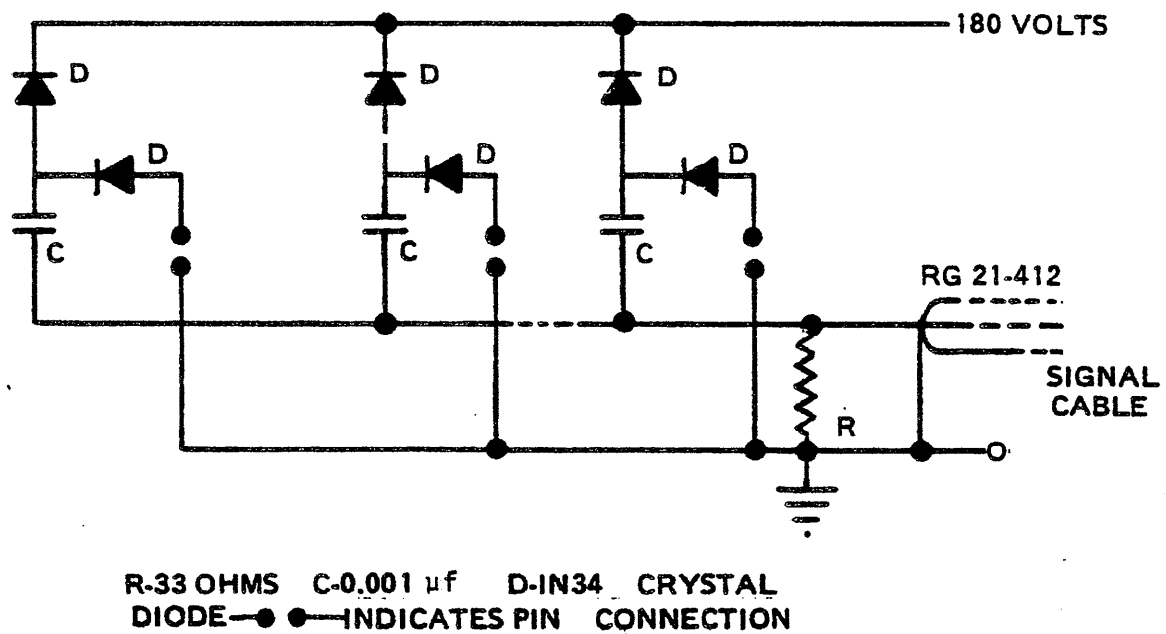 180 VOLTS
D
D
D
D
D
D
C
C
C
RG 21-412
SIGNAL
CABLE
R
R-33 OHMS C-0.001 µf D-IN34 CRYSTAL
DIODE INDICATES PIN CONNECTION